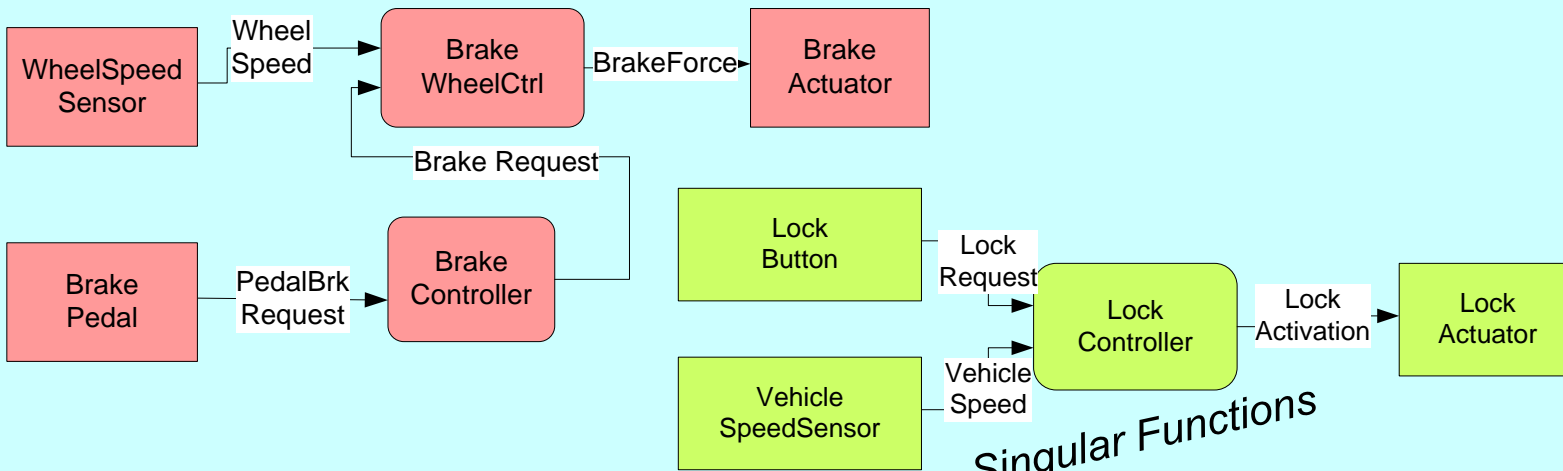 WheelSpeed
Sensor
Wheel
Speed
Brake
WheelCtrl
BrakeForce
Brake
Actuator
Brake Request
Brake
Pedal
PedalBrk
Request
Brake
Controller
Lock
Button
Lock
Request
Vehicle
SpeedSensor
Vehicle
Speed
Lock
Controller
Lock
Activation
Lock
Actuator
Singular Functions